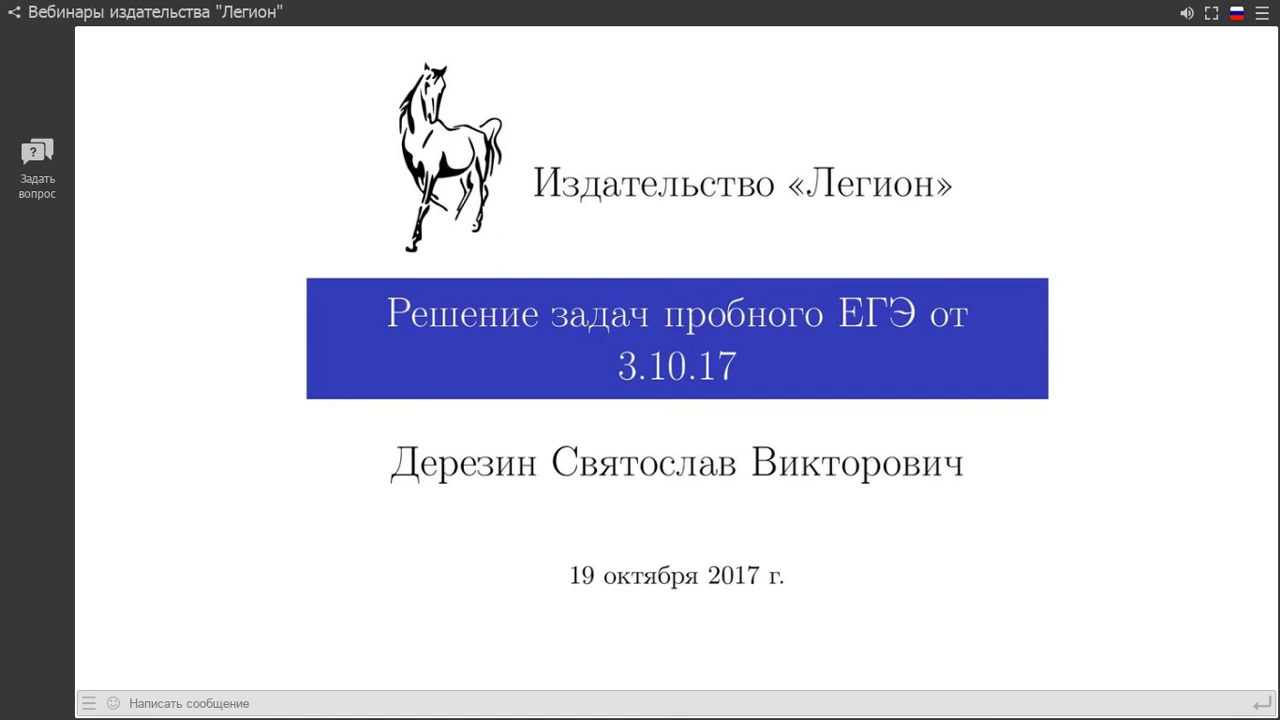 Вебинары издательства "Легион"
Задать
вопрос
?
Издательство «Легион»
Решение задач пробного ЕГЭ от
3.10.17
Дерезин Святослав Викторович
19 октября 2017 г.
Написать сообщение